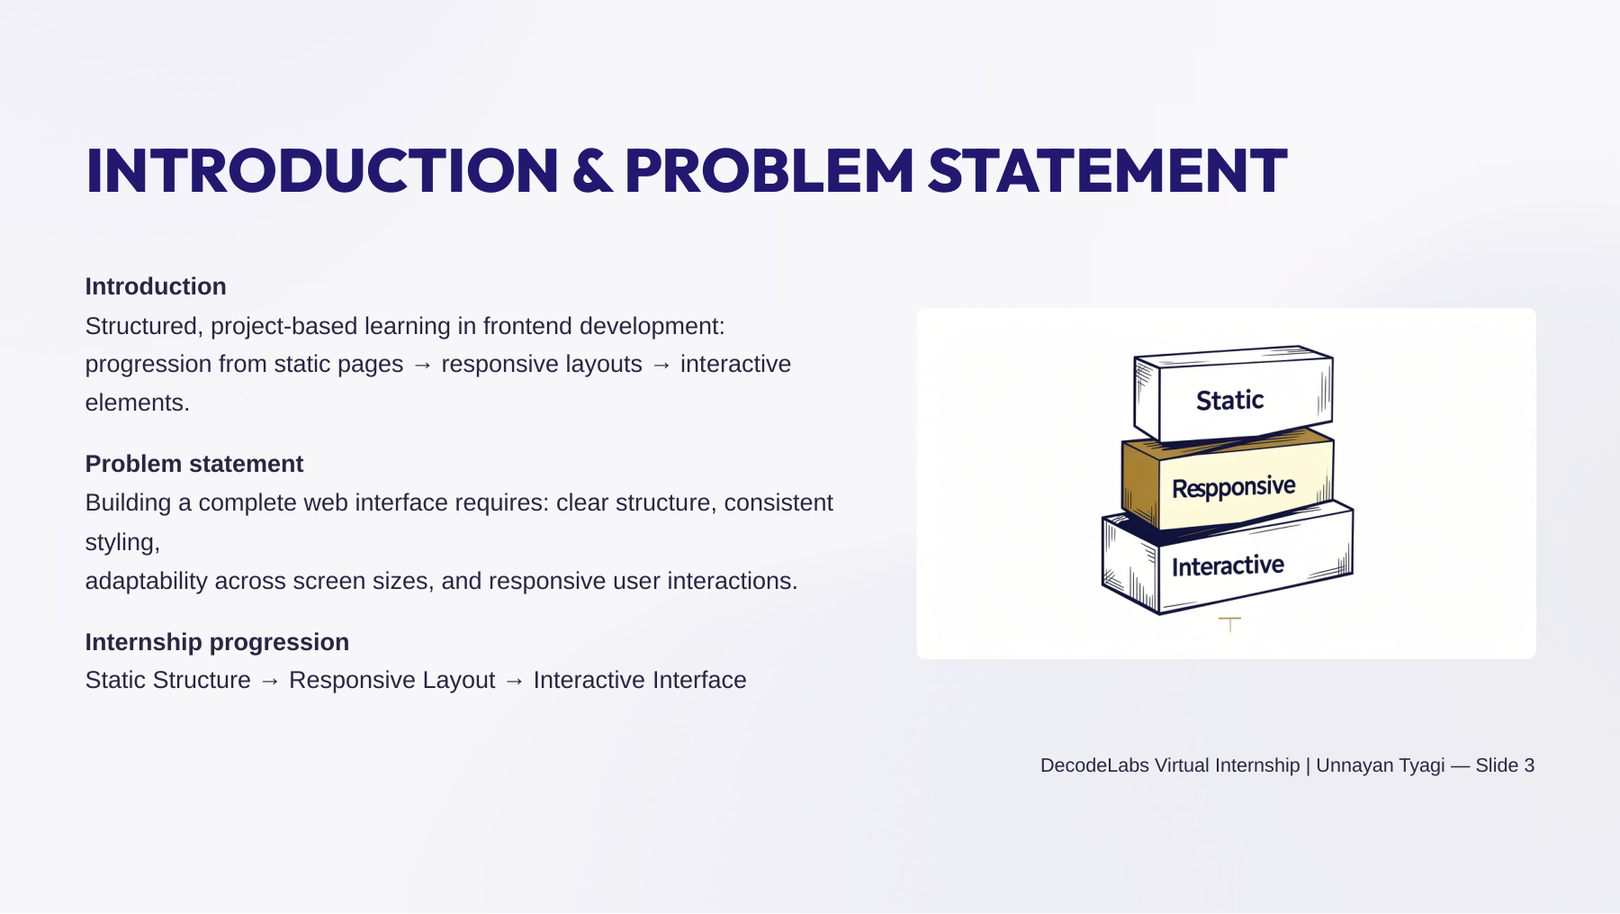 INTRODUCTION & PROBLEM STATEMENT
Introduction
Structured, project-based learning in frontend development:
progression from static pages → responsive layouts → interactive
elements.
Problem statement
Building a complete web interface requires: clear structure, consistent
styling,
adaptability across screen sizes, and responsive user interactions.
Internship progression
Static Structure → Responsive Layout → Interactive Interface
Static
Respponsive
Interactive
DecodeLabs Virtual Internship | Unnayan Tyagi — Slide 3